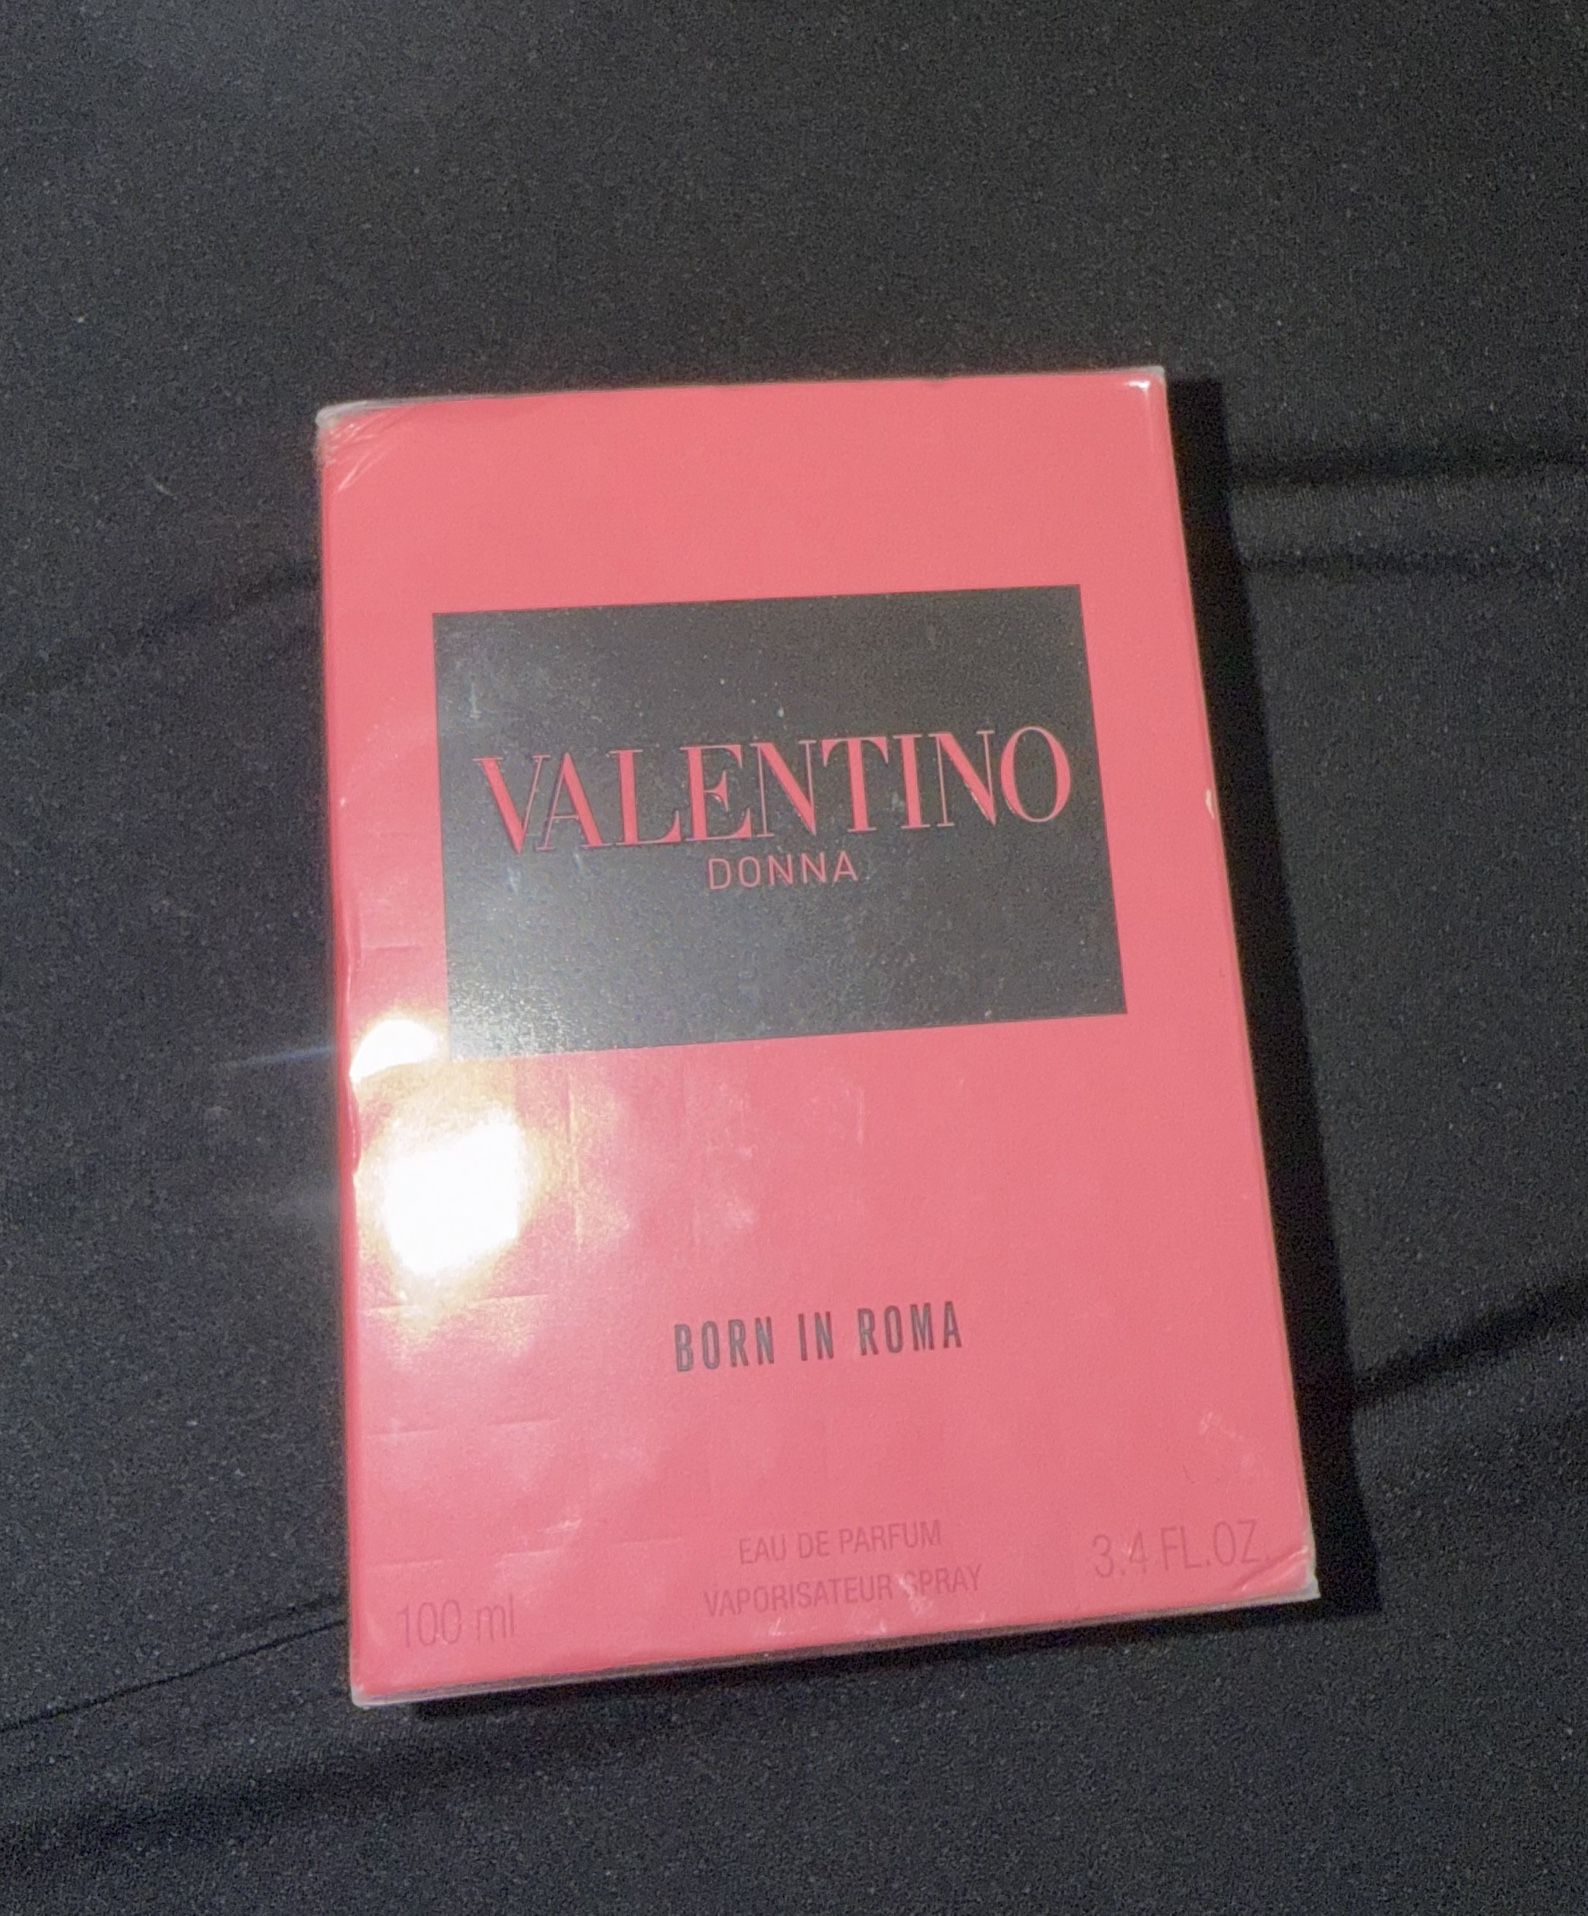 VALENTINO
DONNA
BORN IN ROMA
EAU DE PARFUM
VAPORISATEUR SPRAY
100 ml
3.4 FL.OZ.